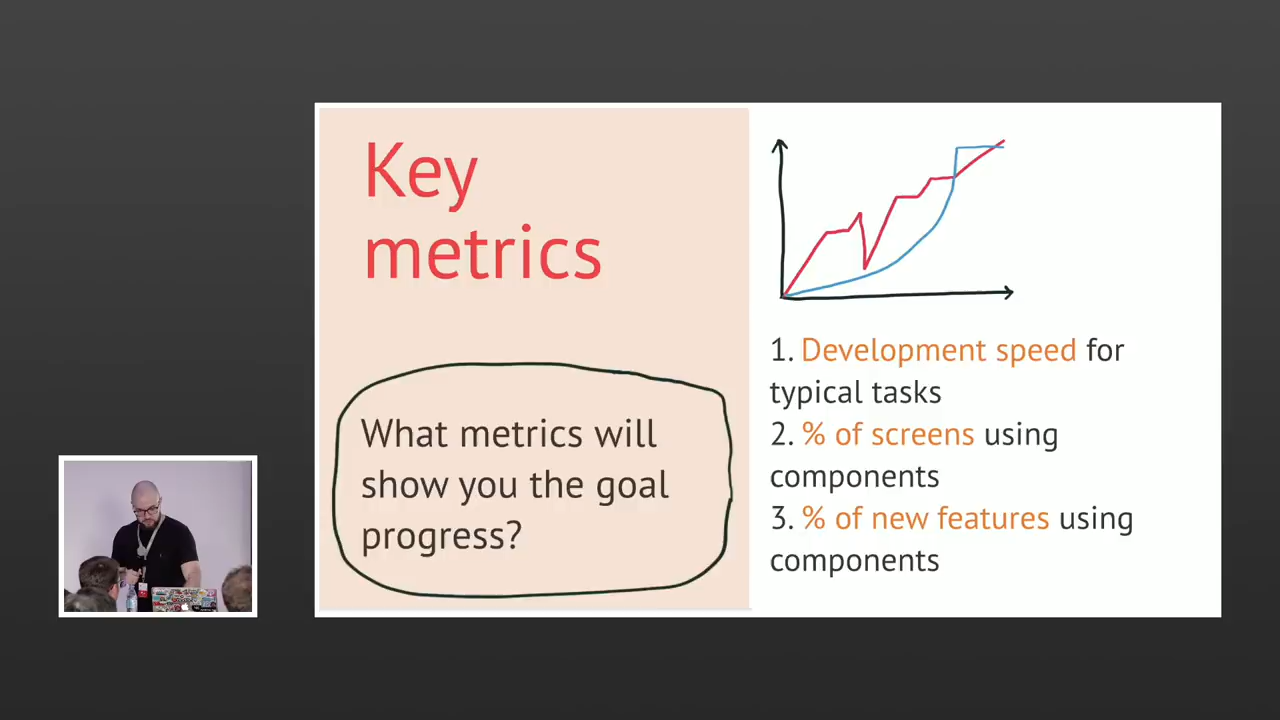 Key
metrics
What metrics will
show you the goal
progress?
1. Development speed for
typical tasks
2. % of screens using
components
3. % of new features using
components